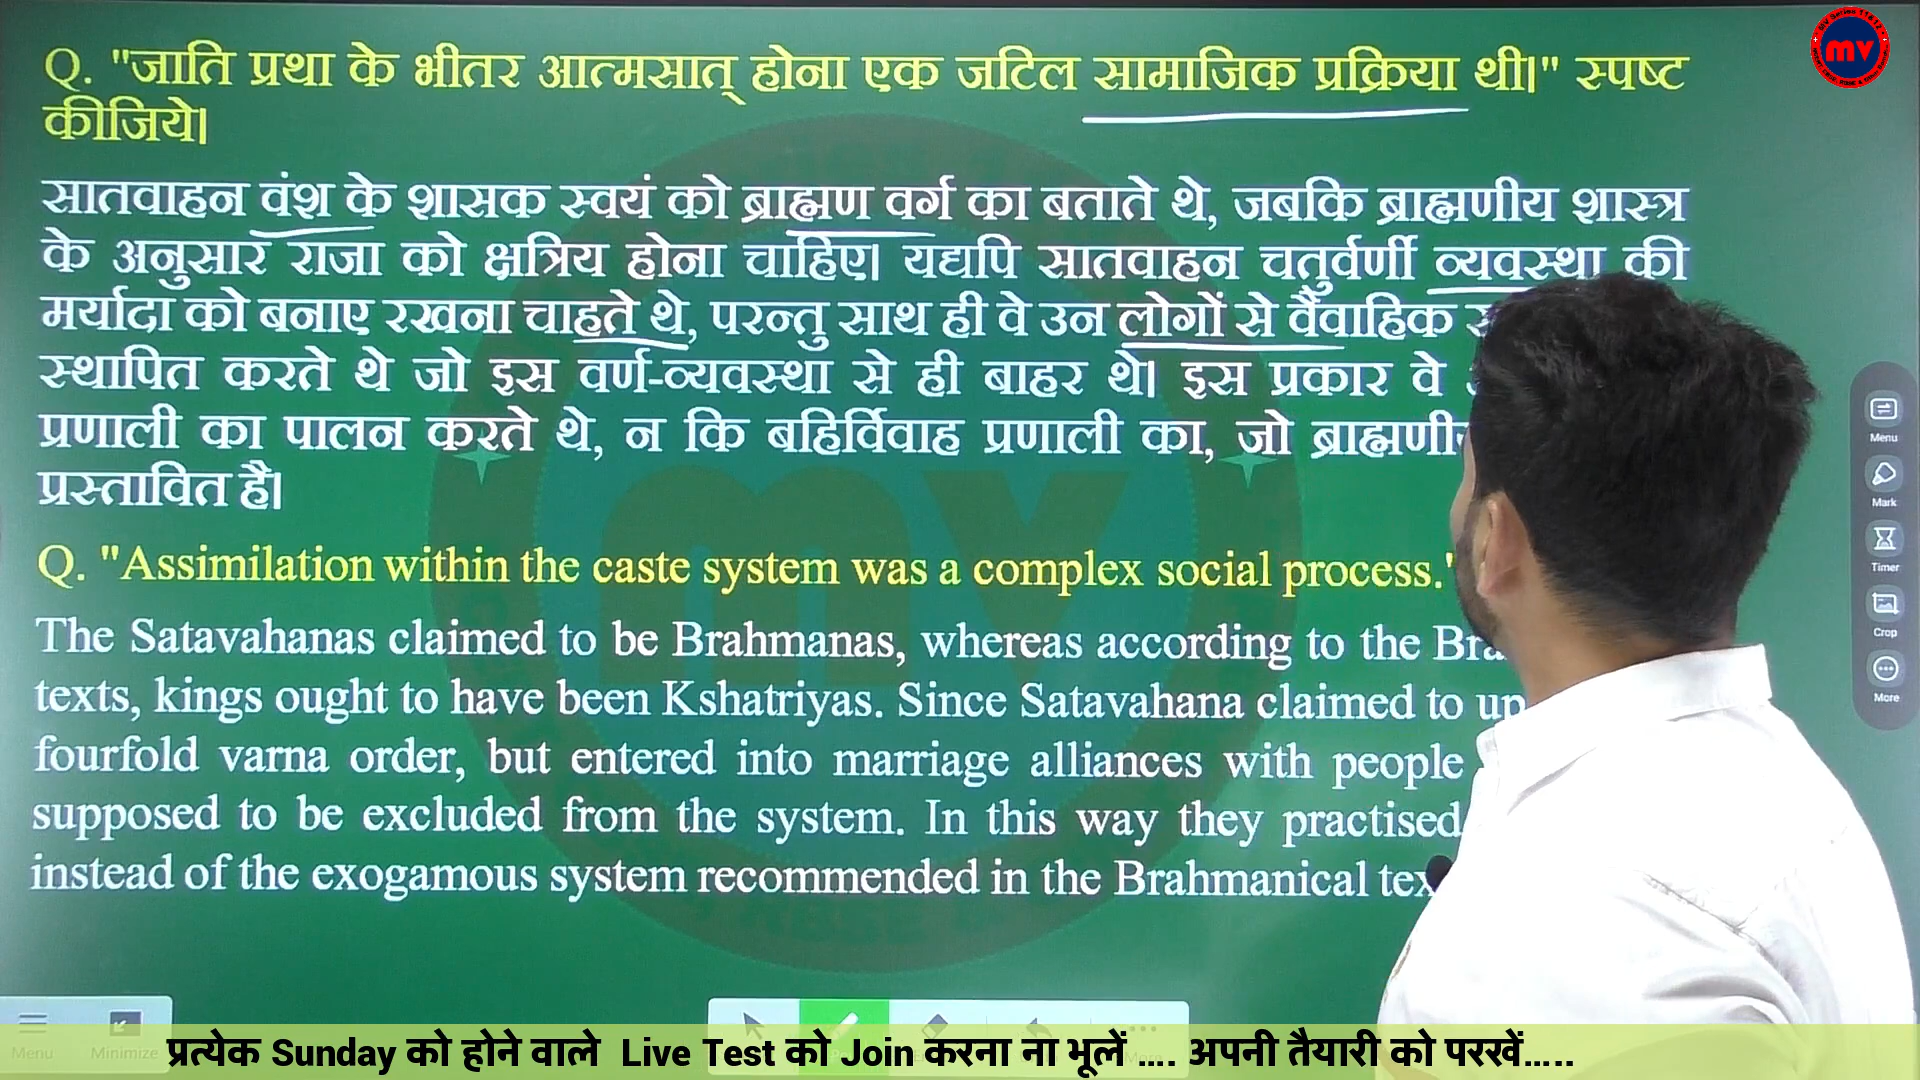 Q. "जाति प्रथा के भीतर आत्मसात् होना एक जटिल सामाजिक प्रक्रिया थी।" स्पष्ट
कीजिये।
सातवाहन वंश के शासक स्वयं को ब्राह्मण वर्ग का बताते थे, जबकि ब्राह्मणीय शास्त्र
के अनुसार राजा को क्षत्रिय होना चाहिए। यद्यपि सातवाहन चतुर्वर्णी व्यवस्था की
मर्यादा को बनाए रखना चाहते थे, परन्तु साथ ही वे उन लोगों से वैवाहिक
स्थापित करते थे जो इस वर्ण-व्यवस्था से ही बाहर थे। इस प्रकार वे
प्रणाली का पालन करते थे, न कि बहिर्विवाह प्रणाली का, जो
प्रस्तावित है।
Q. "Assimilation within the caste system was a complex social process."
The Satavahanas claimed to be Brahmanas, whereas according to the
texts, kings ought to have been Kshatriyas. Since Satavahana claimed to
fourfold varna order, but entered into marriage alliances with people
supposed to be excluded from the system. In this way they practised
instead of the exogamous system recommended in the Brahmanical
mv
Menu
Mark
Timer
Crop
More
Menu
Minimize
प्रत्येक Sunday को होने वाले Live Test को Join करना ना भूलें .... अपनी तैयारी को परखें.....